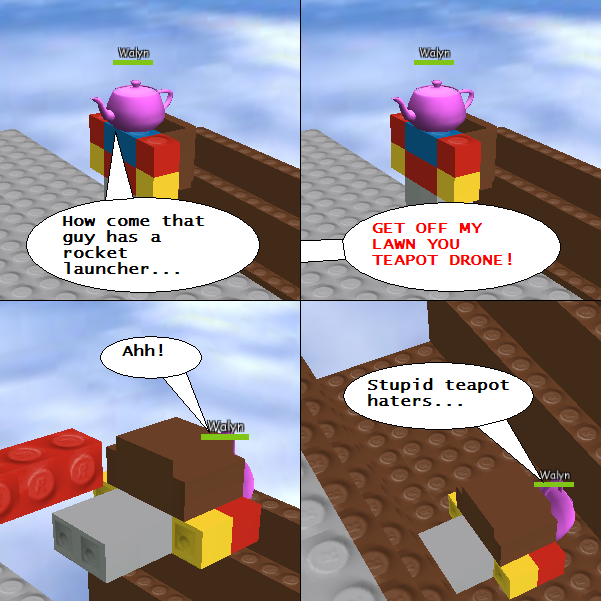 Walyn
How come that
guy has a
rocket
launcher...
Walyn
GET OFF MY
LAWN YOU
TEAPOT DRONE!
Ahh!
Walyn
Stupid teapot
haters...
Walyn